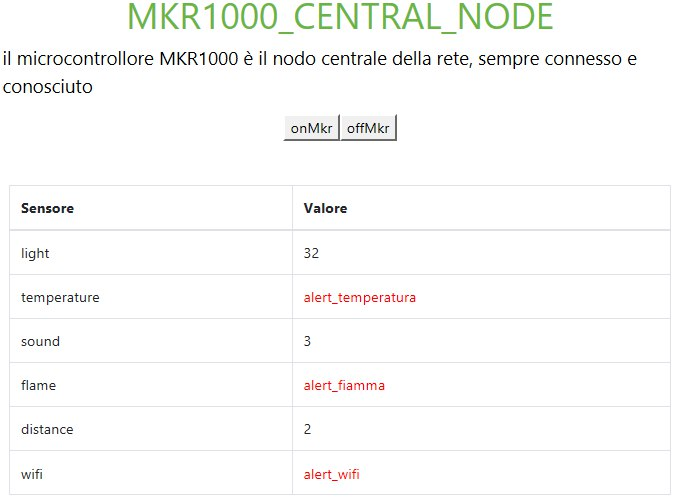 MKR1000_CENTRAL_NODE
il microcontrollore MKR1000 è il nodo centrale della rete, sempre connesso e
conosciuto
onMkr offMkr
Sensore Valore
light 32
temperature alert_temperatura
sound 3
flame alert_fiamma
distance 2
wifi alert_wifi